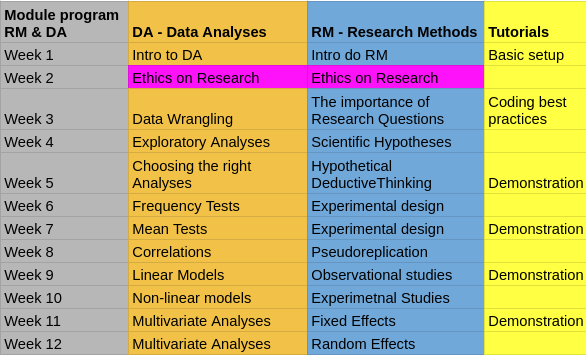 Module program
RM & DA DA - Data Analyses RM - Research Methods Tutorials
Week 1 Intro to DA Intro do RM Basic setup
Week 2 Ethics on Research Ethics on Research
The importance of Coding best
Week 3 Data Wrangling Research Questions practices
Week 4 Exploratory Analyses Scientific Hypotheses
Choosing the right Hypothetical
Week 5 Analyses DeductiveThinking Demonstration
Week 6 Frequency Tests Experimental design
Week 7 Mean Tests Experimental design Demonstration
Week 8 Correlations Pseudoreplication
Week 9 Linear Models Observational studies Demonstration
Week 10 Non-linear models Experimetnal Studies
Week 11 Multivariate Analyses Fixed Effects Demonstration
Week 12 Multivariate Analyses Random Effects